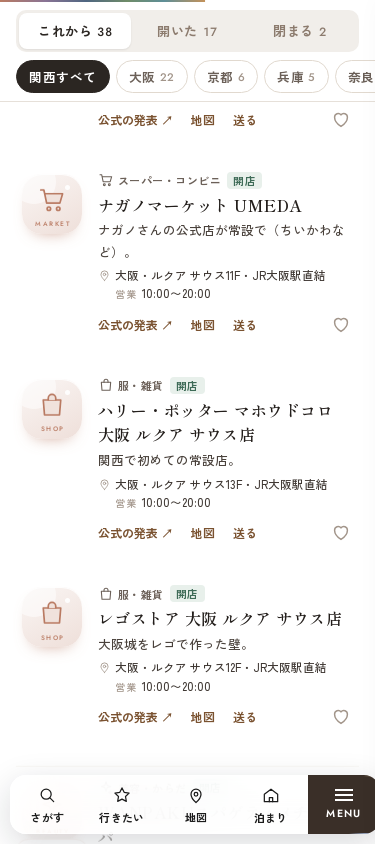 これから 38
開いた 17
閉まる 2
関西すべて
大阪 22
京都 6
兵庫 5
奈良
公式の発表 ↗ 地図 送る
スーパー・コンビニ 開店
MARKET
ナガノマーケット UMEDA
ナガノさんの公式店が常設で（ちいかわな
ど）。
大阪・ルクア サウス11F・JR大阪駅直結
営業 10:00〜20:00
公式の発表 ↗ 地図 送る
服・雑貨 開店
SHOP
ハリー・ポッター マホウドコロ
大阪 ルクア サウス店
関西で初めての常設店。
大阪・ルクア サウス13F・JR大阪駅直結
営業 10:00〜20:00
公式の発表 ↗ 地図 送る
服・雑貨 開店
SHOP
レゴストア 大阪 ルクア サウス店
大阪城をレゴで作った壁。
大阪・ルクア サウス12F・JR大阪駅直結
営業 10:00〜20:00
公式の発表 ↗ 地図 送る
さがす
行きたい
地図
泊まり
MENU